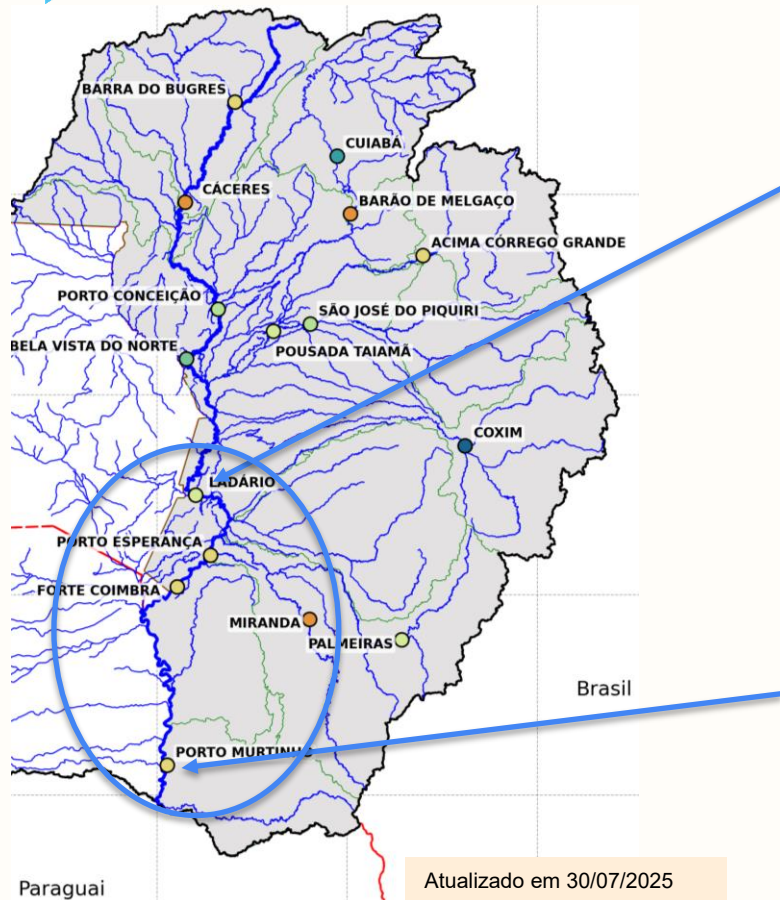 BARRA DO BUGRES
CUIABÁ
CÁCERES
BARÃO DE MELGAÇO
ACIMA CÓRREGO GRANDE
PORTO CONCEIÇÃO
SÃO JOSÉ DO PIQUIRI
BELA VISTA DO NORTE
POUSADA TAIAMÃ
COXIM
LADÁRIO
PORTO ESPERANÇA
FORTE COIMBRA
MIRANDA
PALMEIRAS
Brasil
PORTO MURTINHO
Atualizado em 30/07/2025
Paraguai